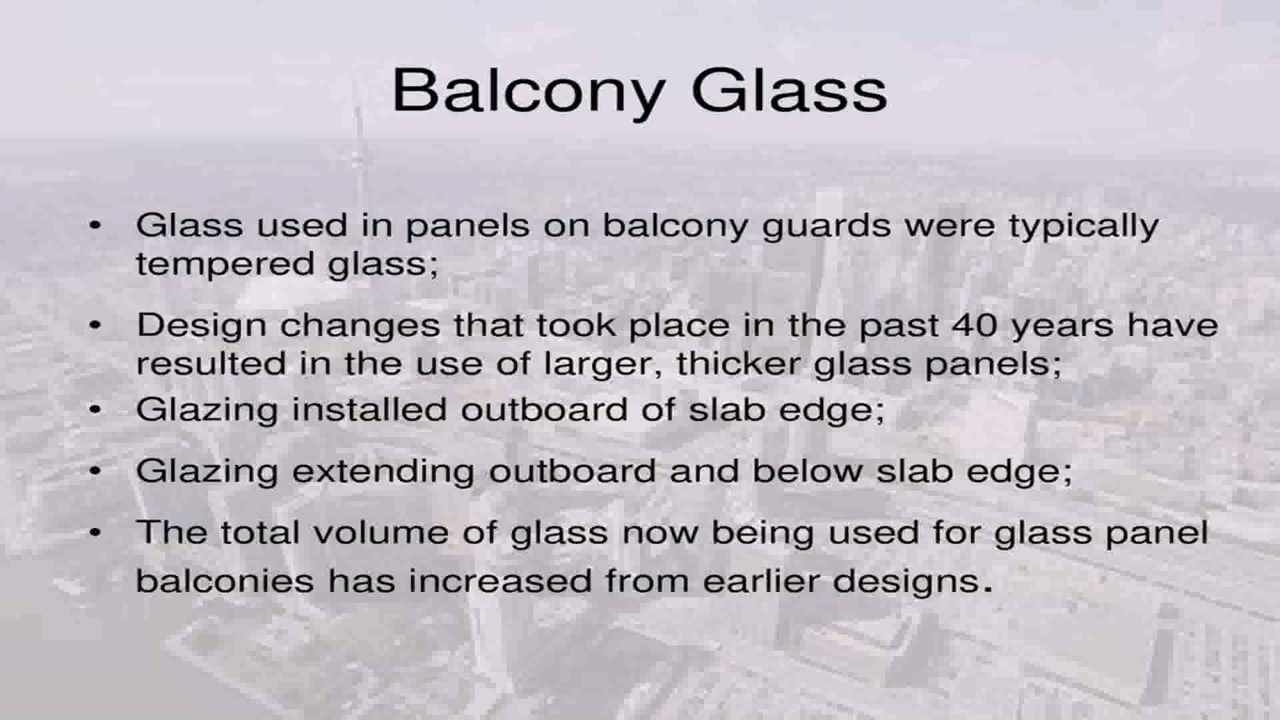 Balcony Glass
• Glass used in panels on balcony guards were typically
tempered glass;
• Design changes that took place in the past 40 years have
resulted in the use of larger, thicker glass panels;
• Glazing installed outboard of slab edge;
• Glazing extending outboard and below slab edge;
• The total volume of glass now being used for glass panel
balconies has increased from earlier designs.